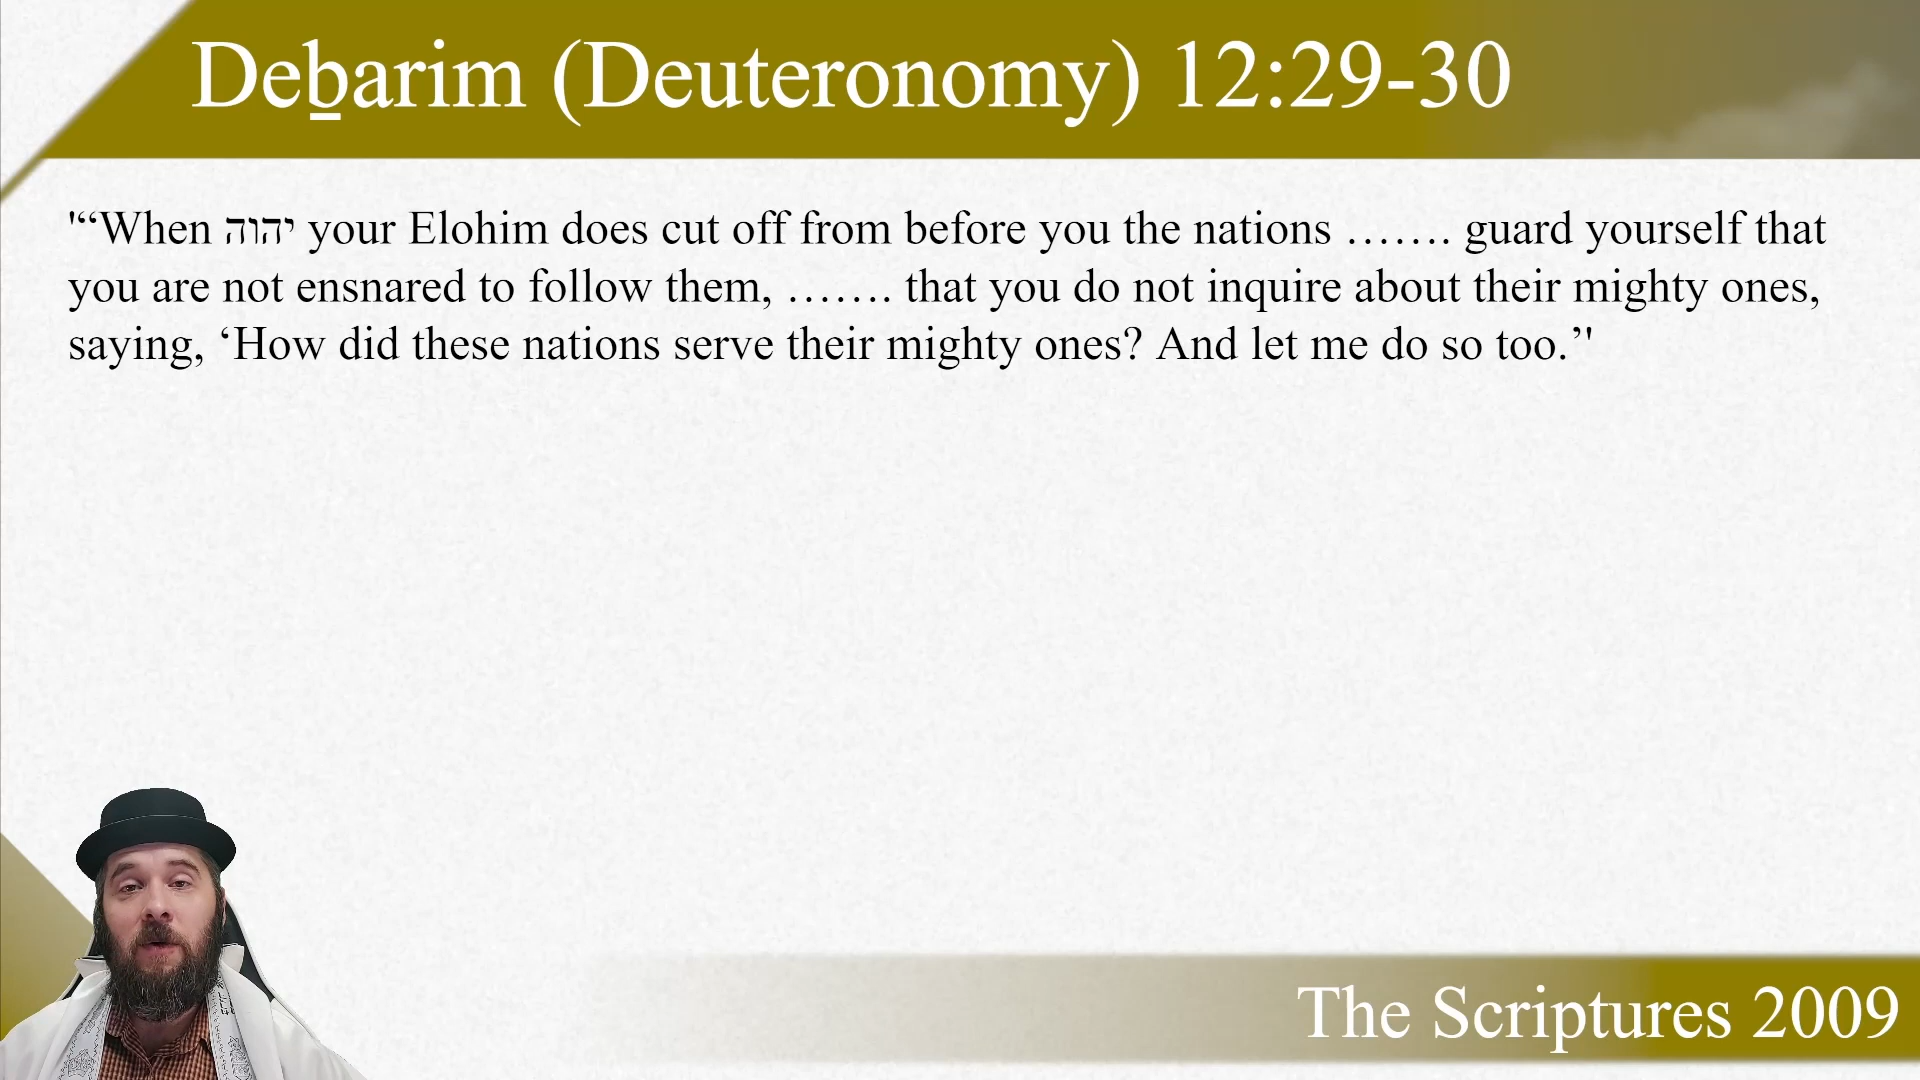 Deḇarim (Deuteronomy) 12:29-30
'“When יהוה your Elohim does cut off from before you the nations ……. guard yourself that
you are not ensnared to follow them, ……. that you do not inquire about their mighty ones,
saying, ‘How did these nations serve their mighty ones? And let me do so too.’'
The Scriptures 2009